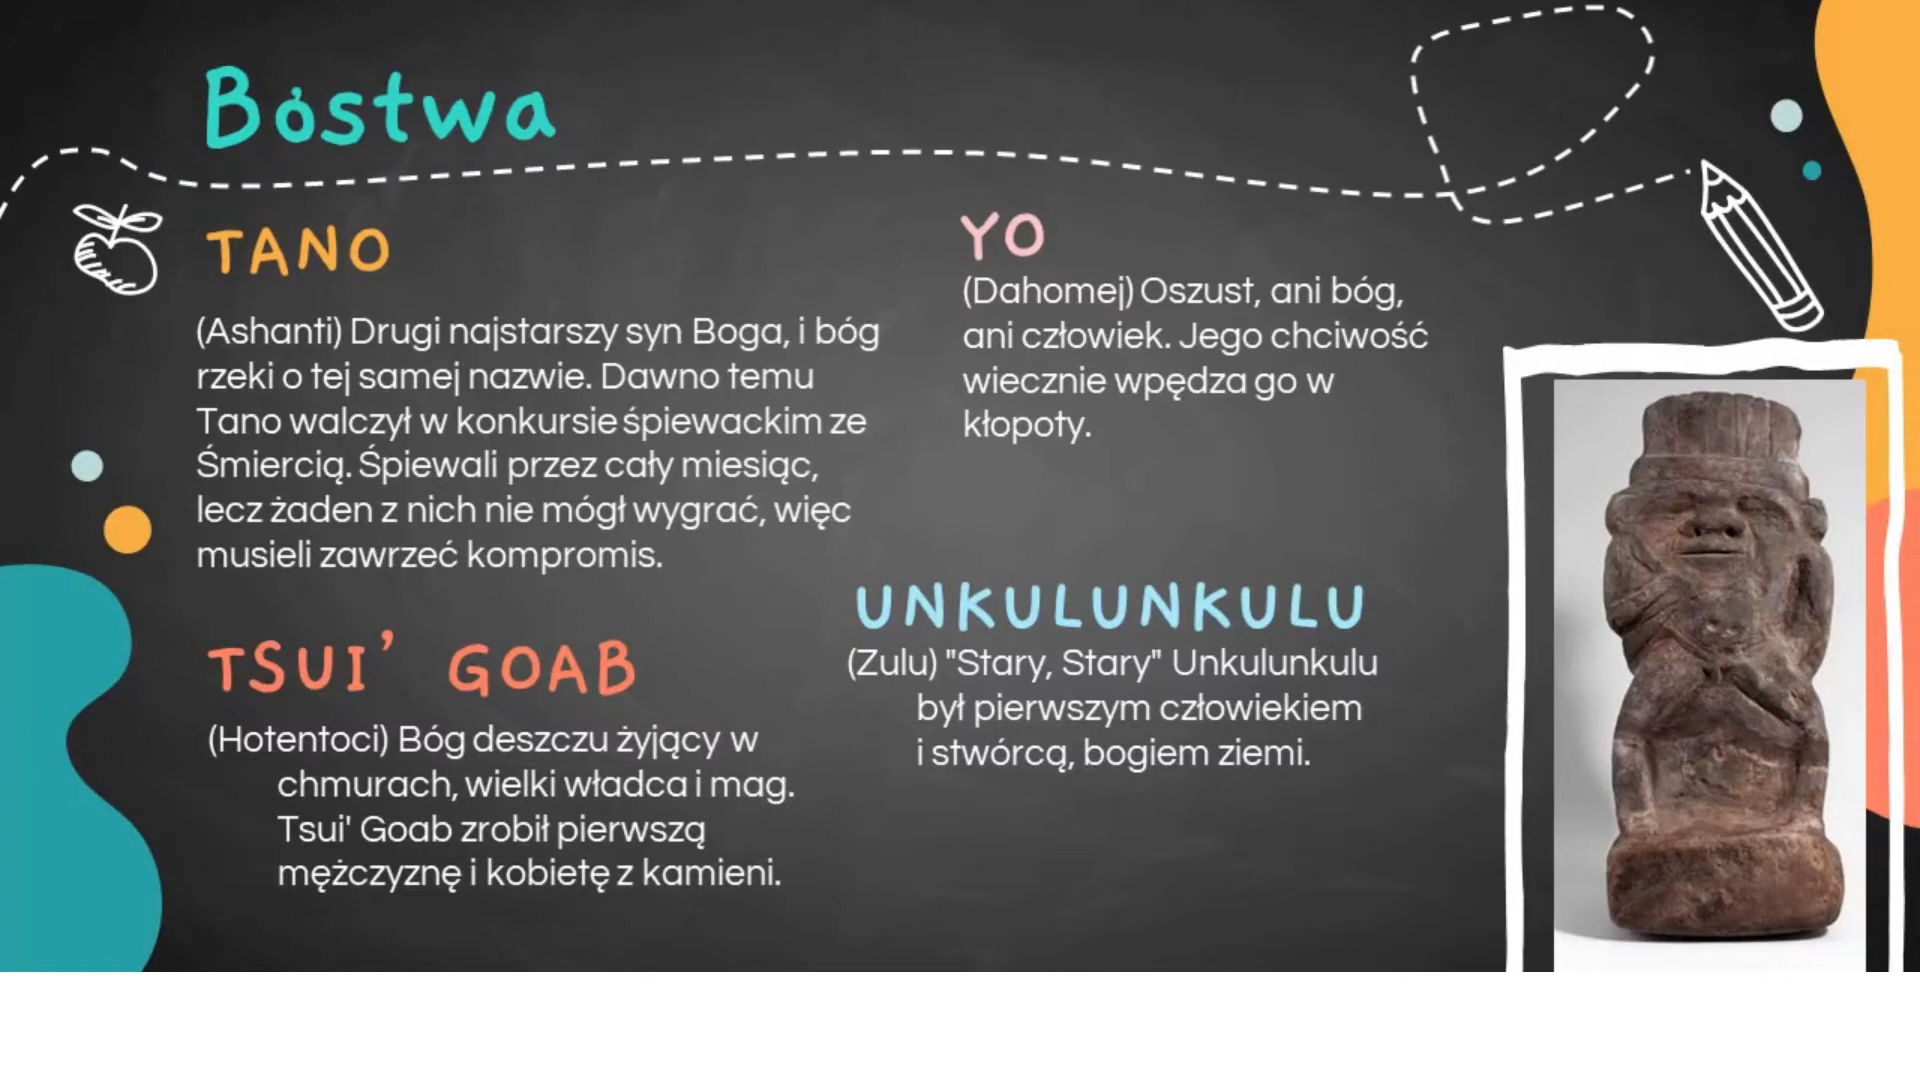 Bóstwa
TANO
(Ashanti) Drugi najstarszy syn Boga, i bóg
rzeki o tej samej nazwie. Dawno temu
Tano walczył w konkursie śpiewackim ze
Śmiercią. Śpiewali przez cały miesiąc,
lecz żaden z nich nie mógł wygrać, więc
musieli zawrzeć kompromis.
TSUI' GOAB
(Hotentoci) Bóg deszczu żyjący w
chmurach, wielki władca i mag.
Tsui' Goab zrobił pierwszą
mężczyznę i kobietę z kamieni.
YO
(Dahomej) Oszust, ani bóg,
ani człowiek. Jego chciwość
wiecznie wpędza go w
kłopoty.
UNKULUNKULU
(Zulu) "Stary, Stary" Unkulunkulu
był pierwszym człowiekiem
i stwórcą, bogiem ziemi.